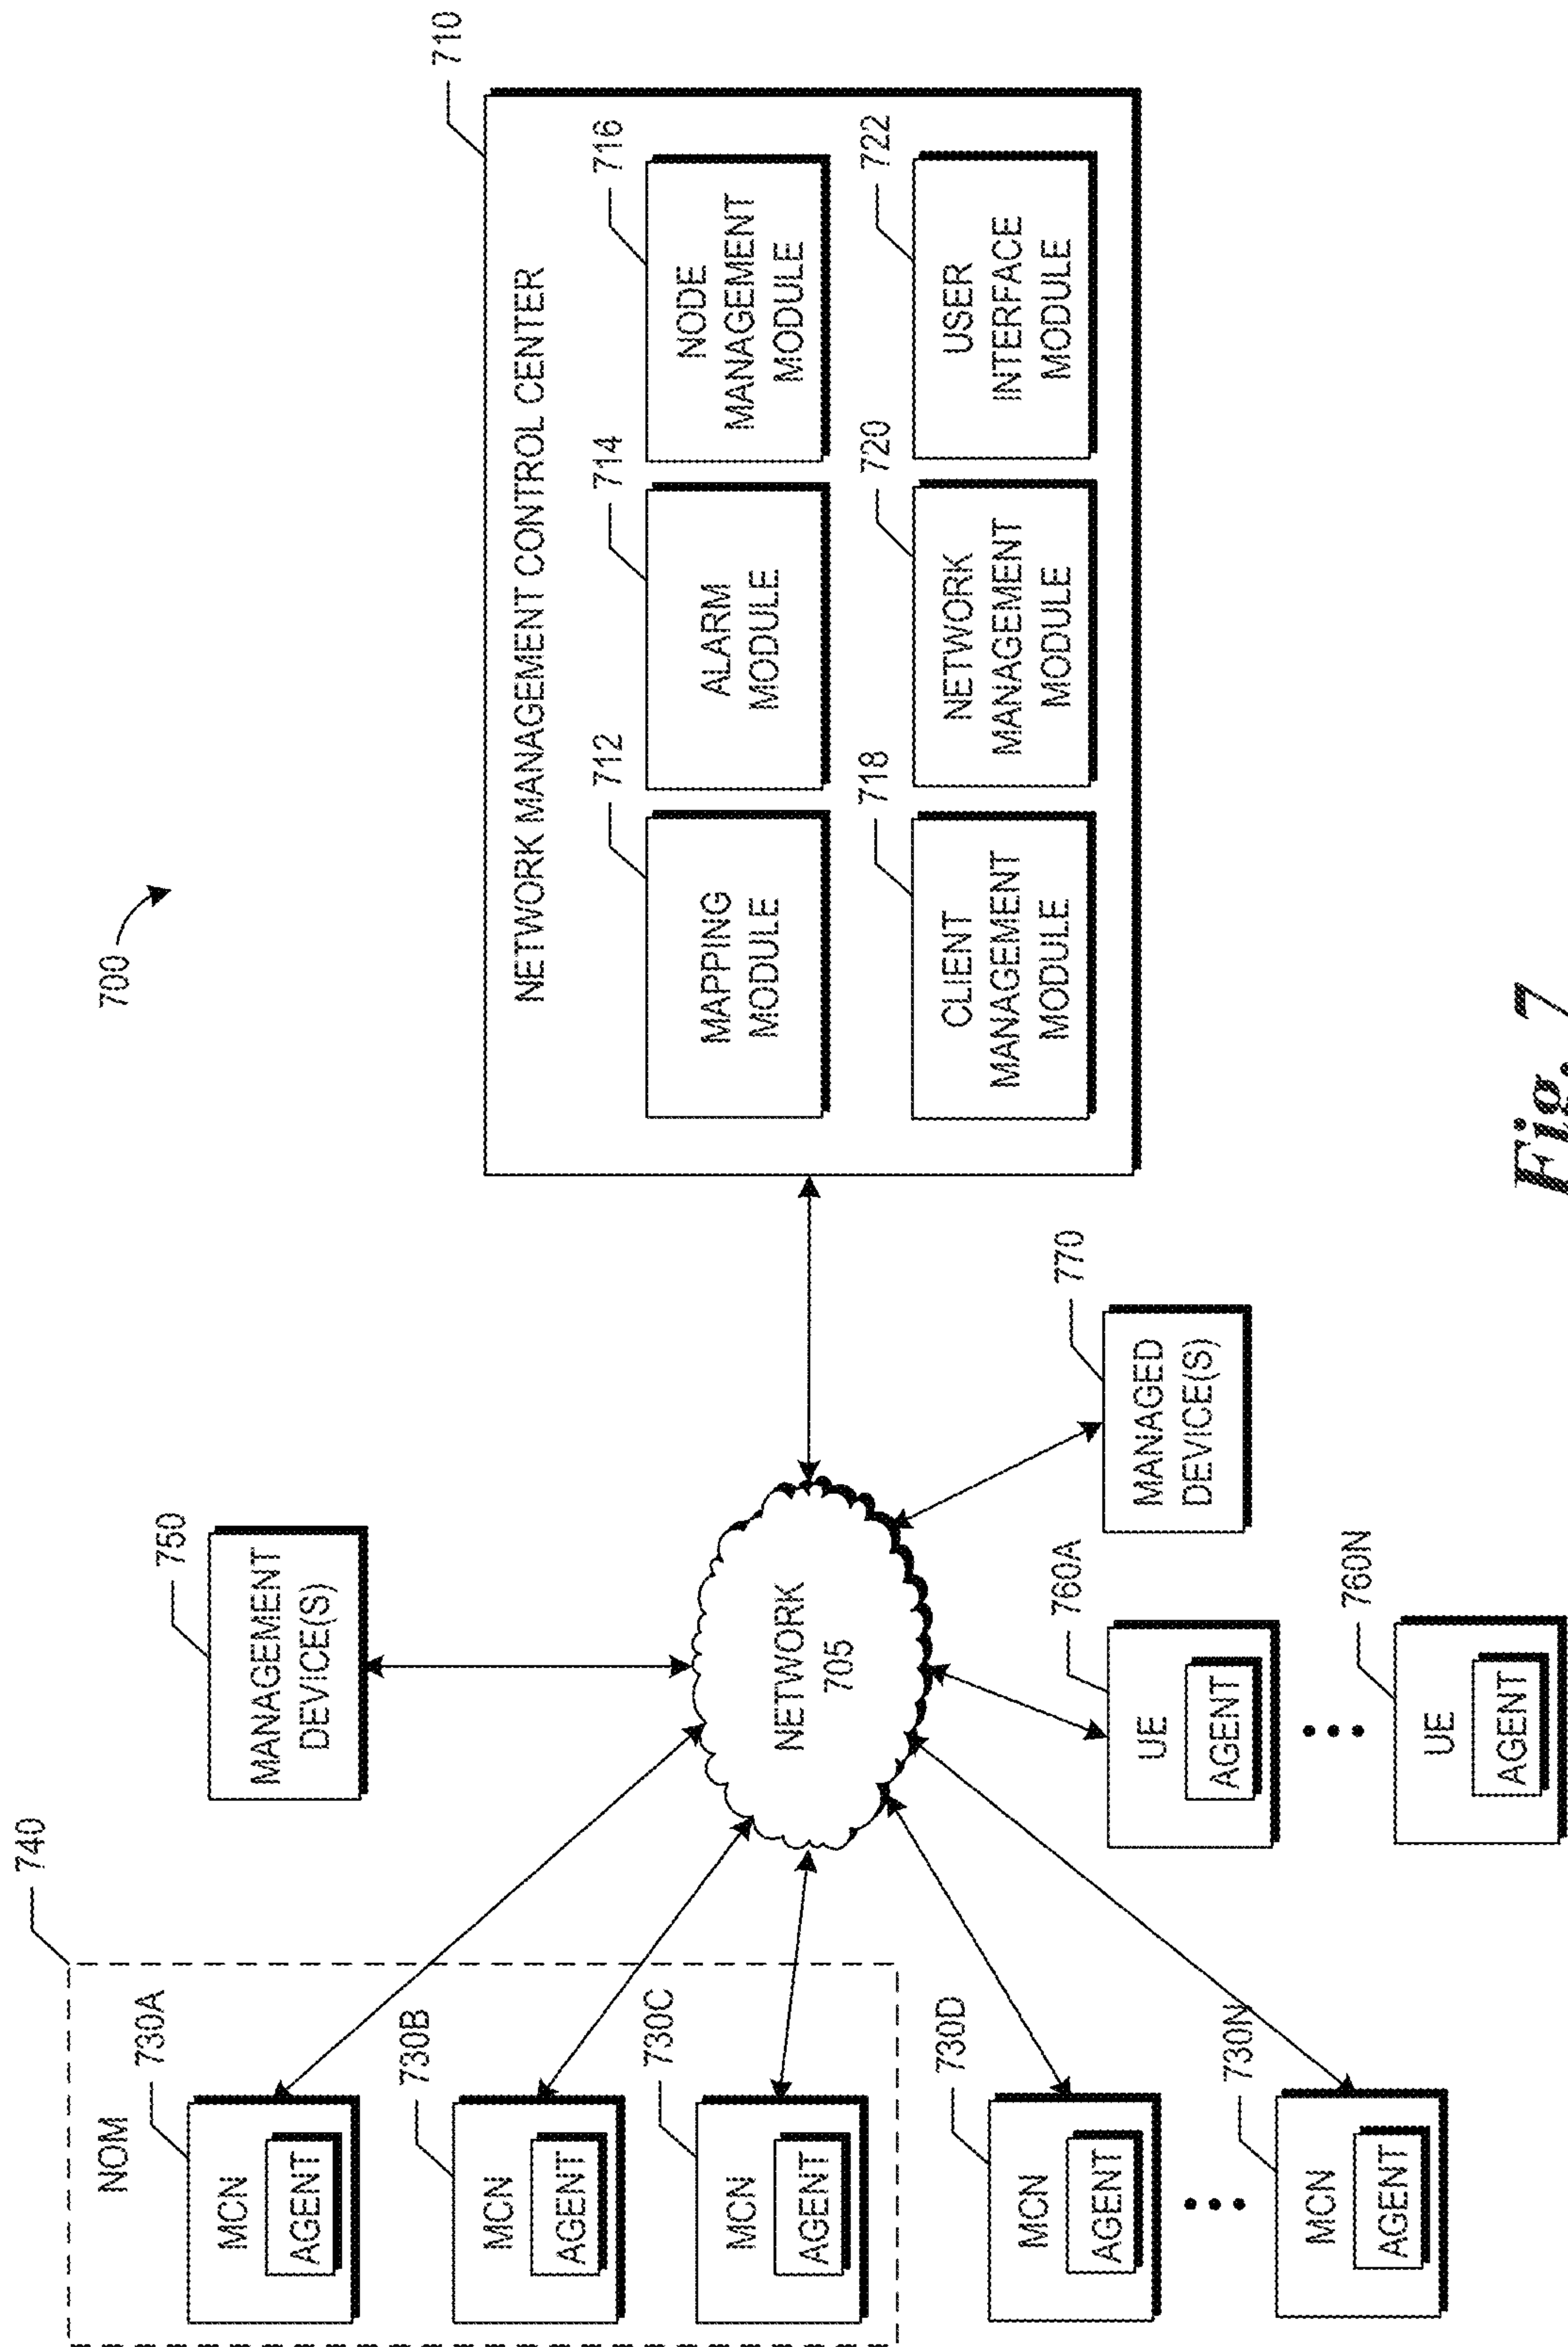 700
740
NOM
730A
MCN
AGENT
730B
MCN
AGENT
730C
MCN
AGENT
730D
MCN
AGENT
730N
MCN
AGENT
750
MANAGEMENT
DEVICE(S)
NETWORK
705
760A
UE
AGENT
760N
UE
AGENT
770
MANAGED
DEVICE(S)
710
NETWORK MANAGEMENT CONTROL CENTER
712
MAPPING
MODULE
714
ALARM
MODULE
716
NODE
MANAGEMENT
MODULE
718
CLIENT
MANAGEMENT
MODULE
720
NETWORK
MANAGEMENT
MODULE
722
USER
INTERFACE
MODULE
Fig. 7